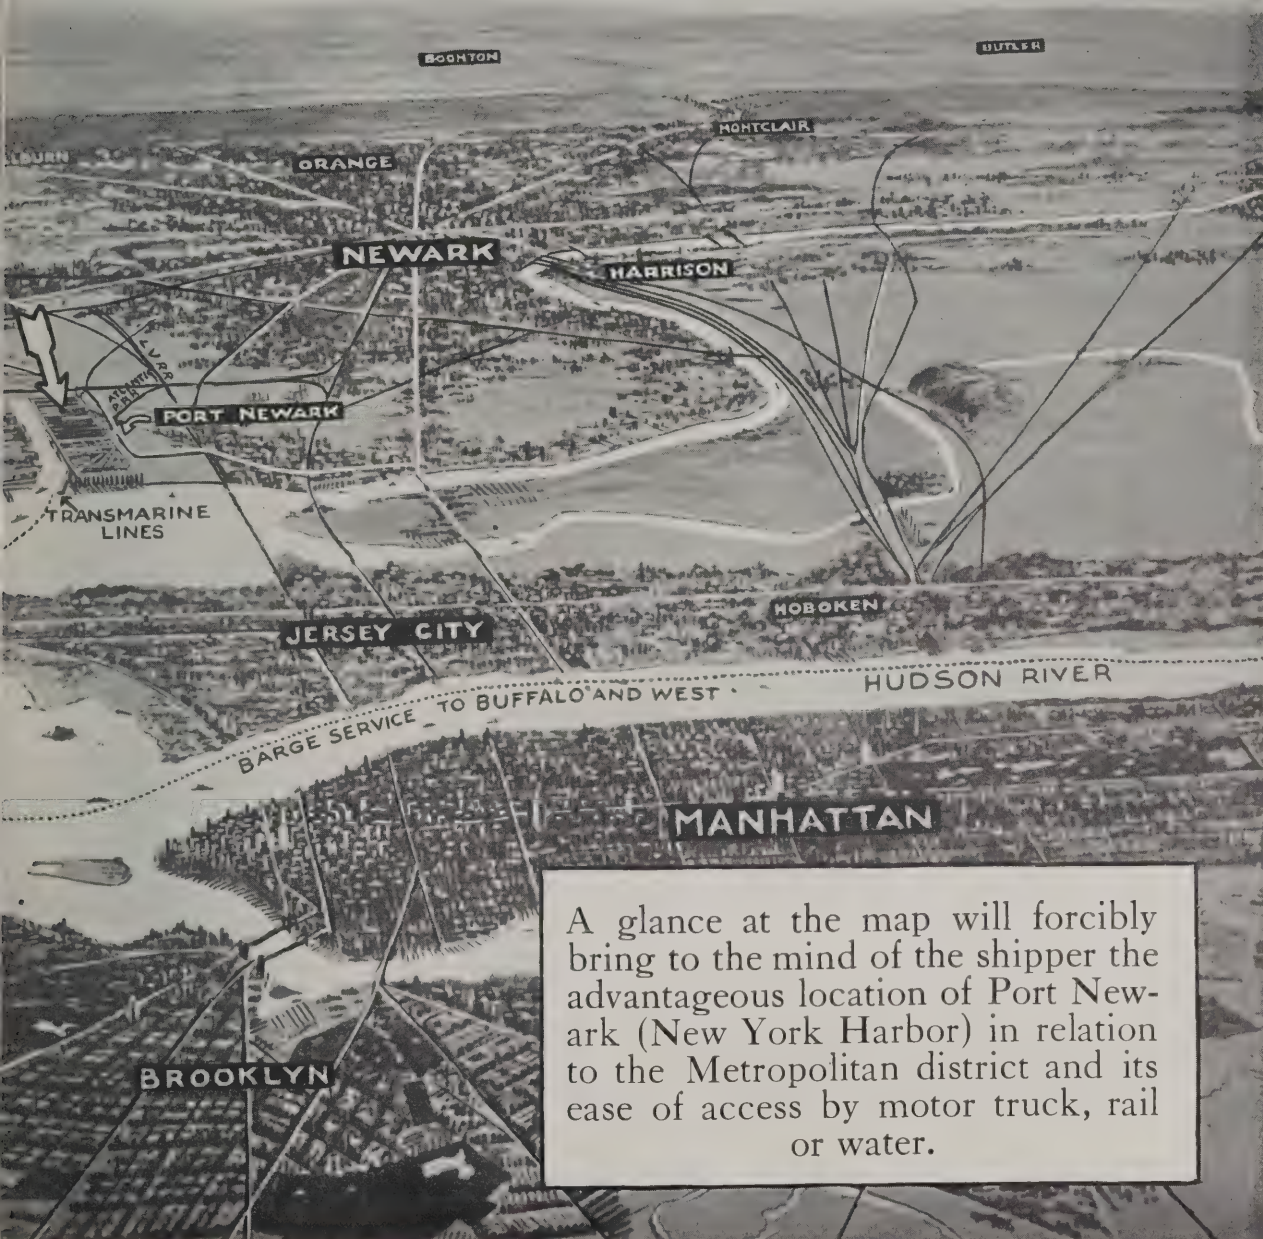 BOONTON
BUTLER
MONTCLAIR
LBURN
ORANGE
NEWARK
HARRISON
L.V.R.R.
ATLANTIC
PORT NEWARK
TRANSMARINE
LINES
HOBOKEN
JERSEY CITY
BARGE SERVICE TO BUFFALO AND WEST
HUDSON RIVER
MANHATTAN
BROOKLYN
A glance at the map will forcibly
bring to the mind of the shipper the
advantageous location of Port New-
ark (New York Harbor) in relation
to the Metropolitan district and its
ease of access by motor truck, rail
or water.